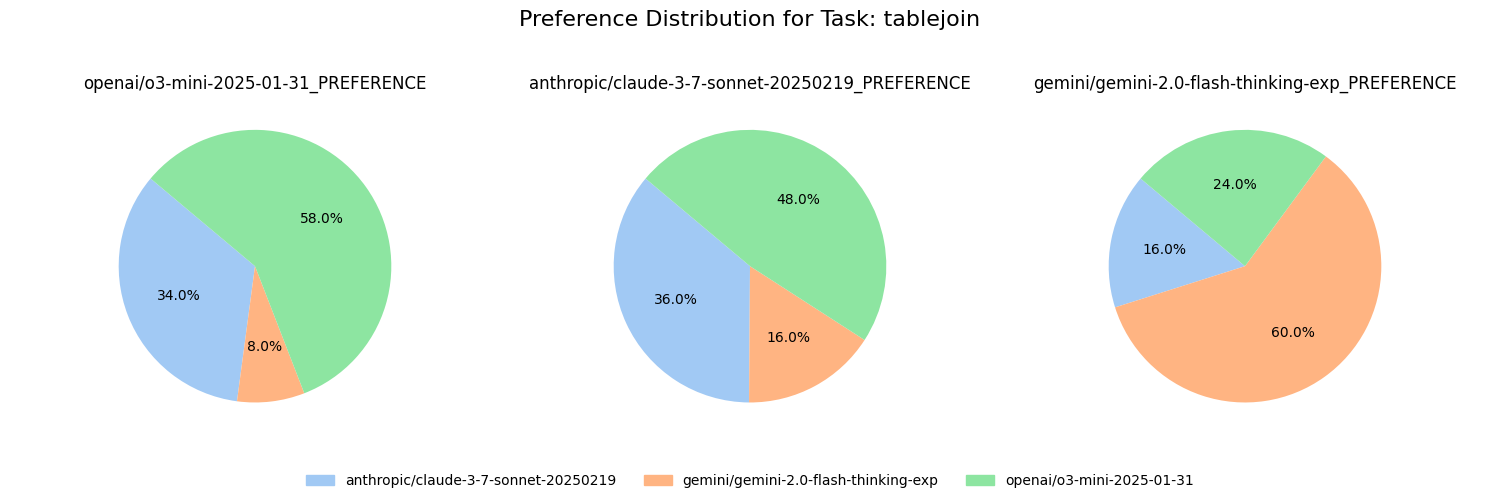 Preference Distribution for Task: tablejoin
openai/o3-mini-2025-01-31_PREFERENCE
58.0%
34.0%
8.0%
anthropic/claude-3-7-sonnet-20250219_PREFERENCE
48.0%
36.0%
16.0%
gemini/gemini-2.0-flash-thinking-exp_PREFERENCE
24.0%
16.0%
60.0%
anthropic/claude-3-7-sonnet-20250219
gemini/gemini-2.0-flash-thinking-exp
openai/o3-mini-2025-01-31